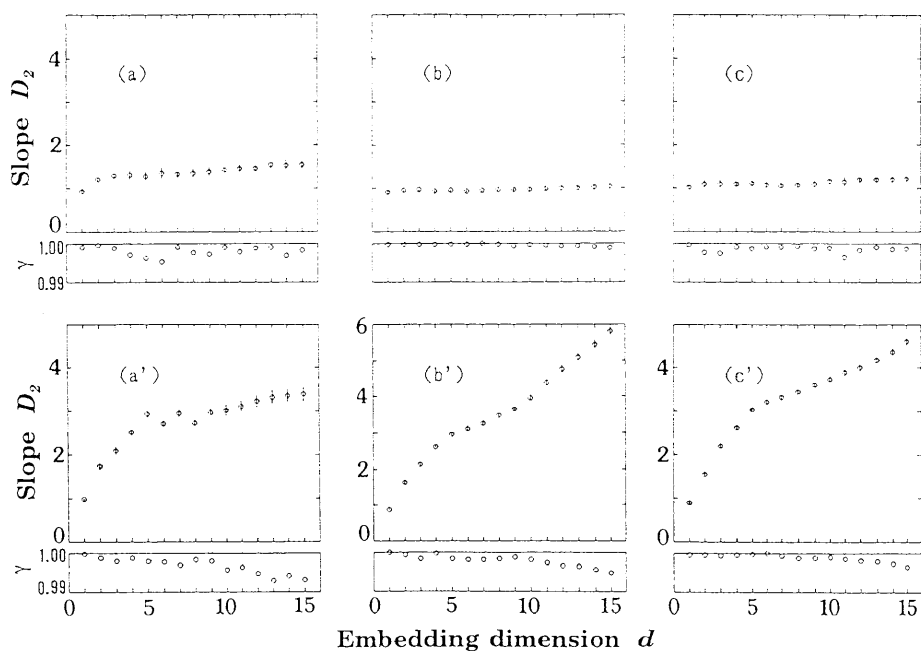 Slope D₂
4
2
0
(a)
(b)
(c)
γ
1.00
0.99
Slope D₂
4
2
0
(a')
6
4
2
0
(b')
4
2
0
(c')
γ
1.00
0.99
0 5 10 15 0 5 10 15 0 5 10 15
Embedding dimension d